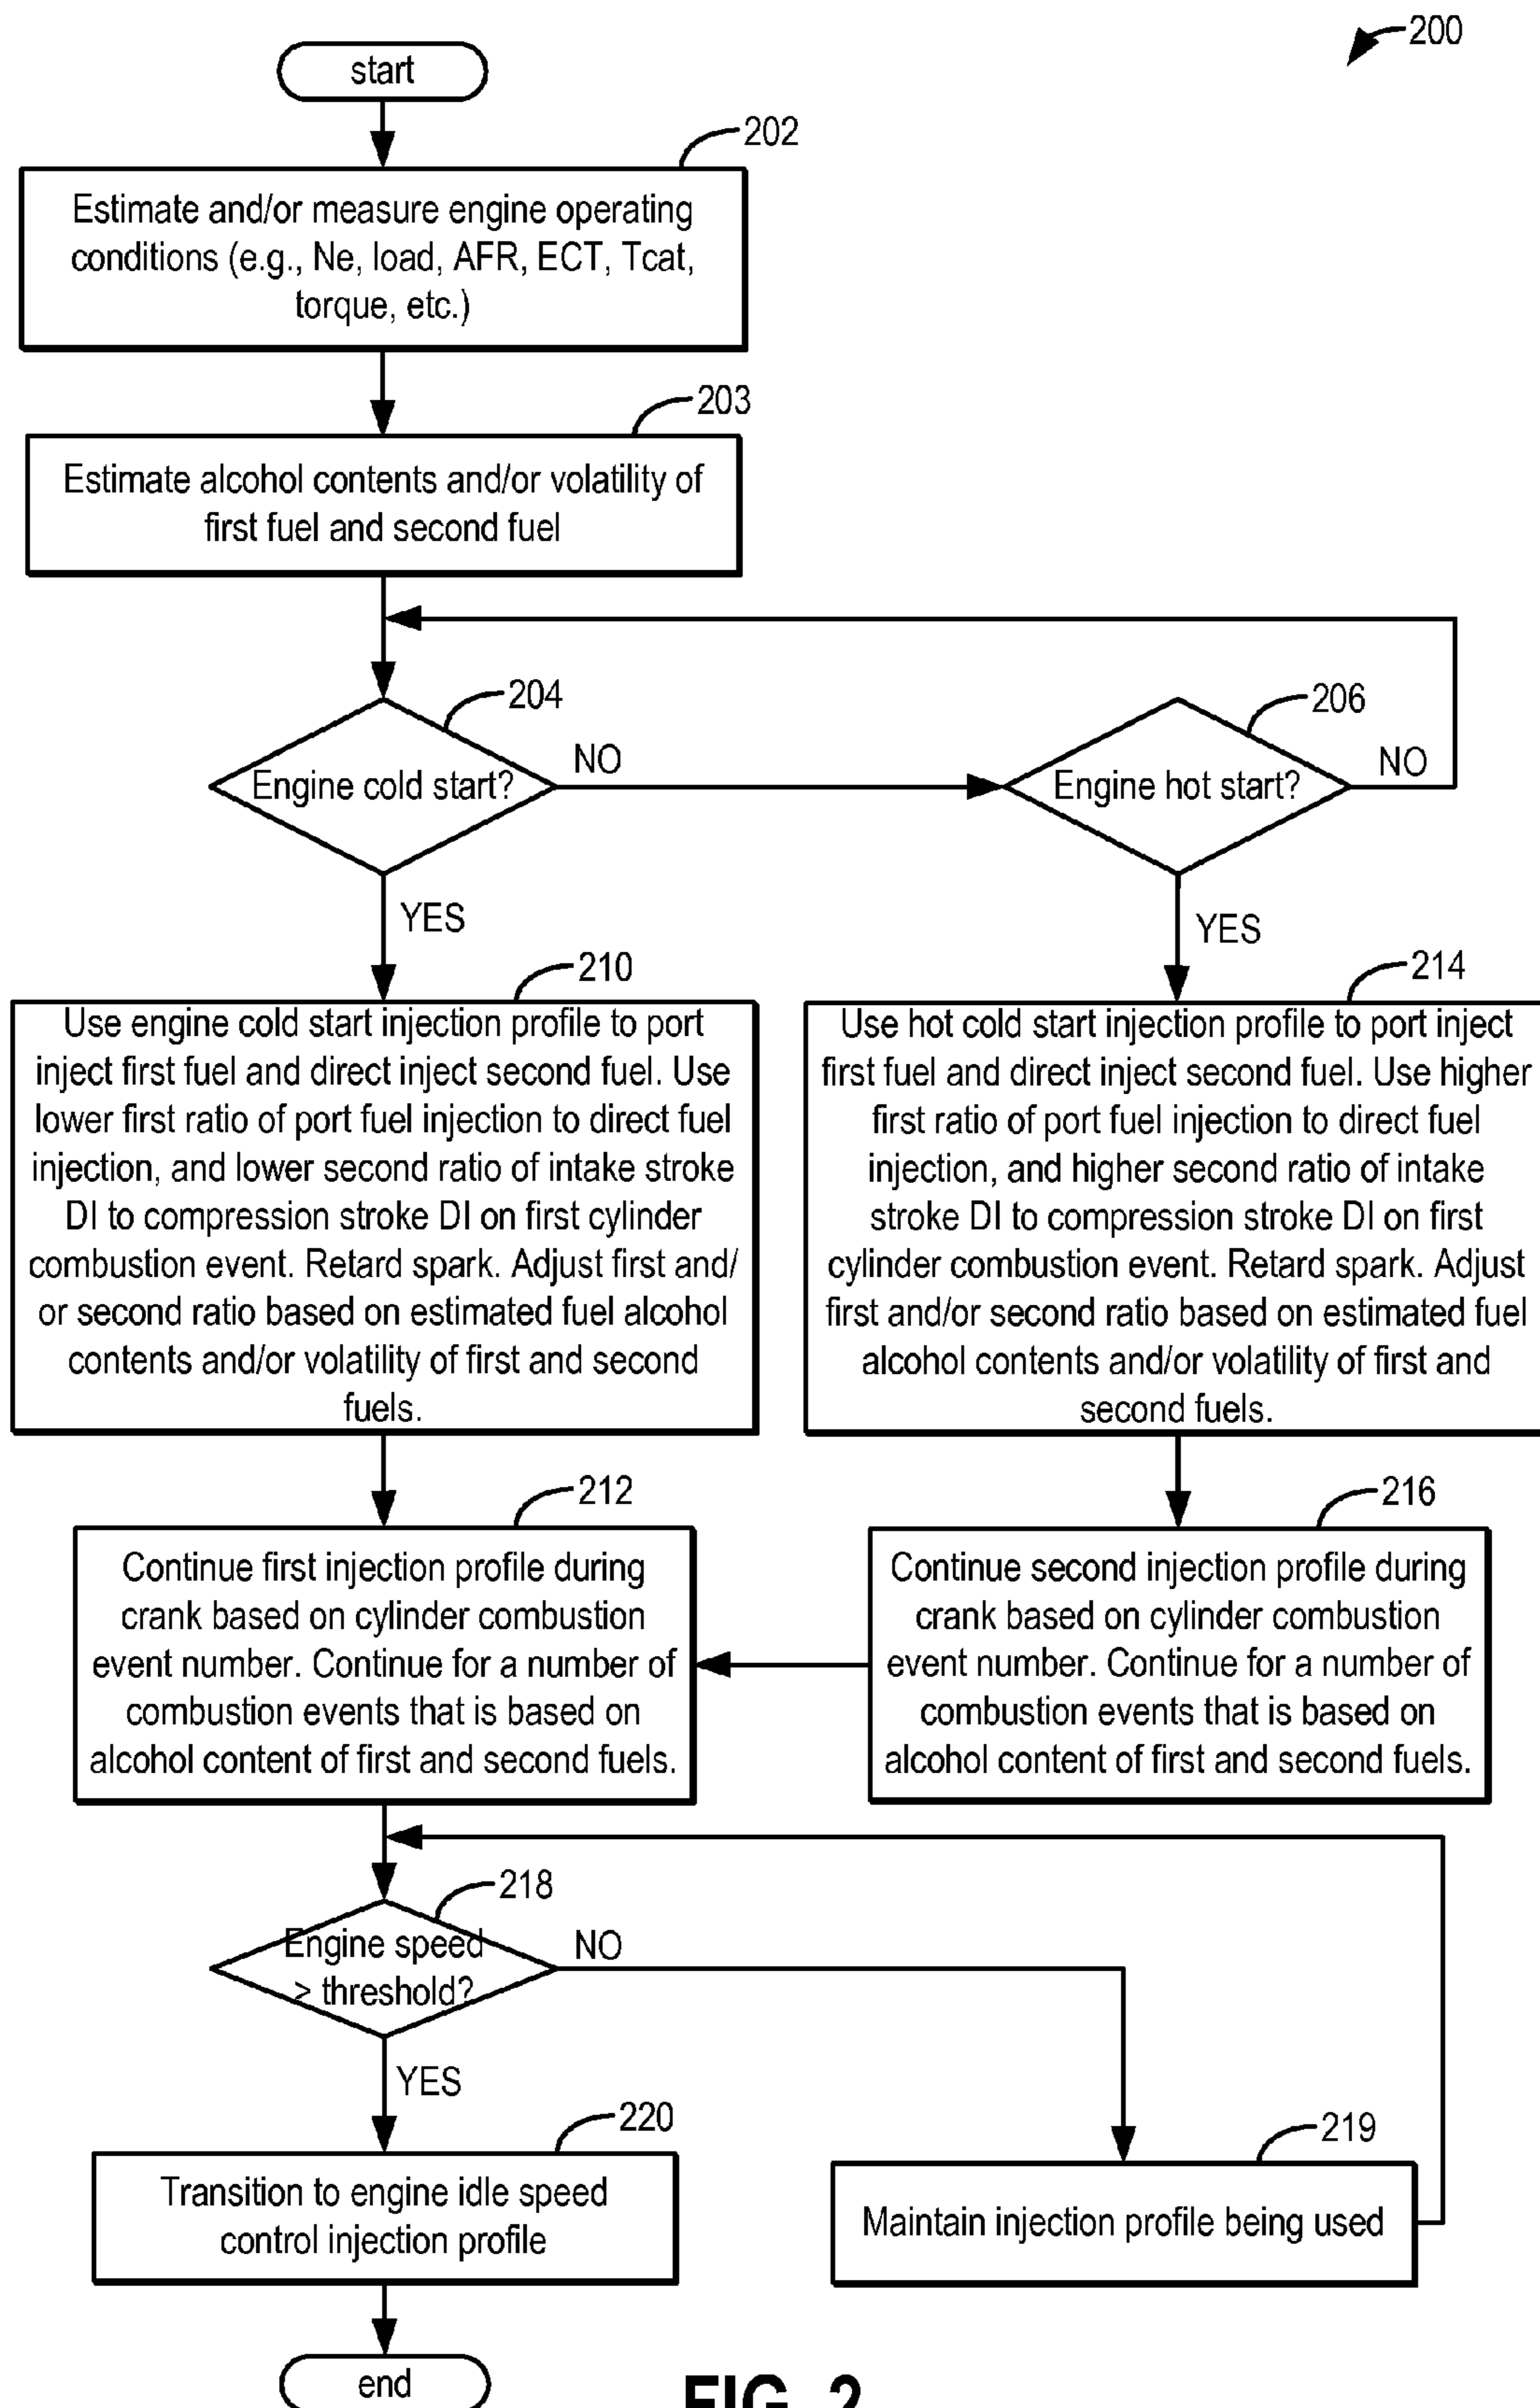 200
start
202
Estimate and/or measure engine operating
conditions (e.g., Ne, load, AFR, ECT, Tcat,
torque, etc.)
203
Estimate alcohol contents and/or volatility of
first fuel and second fuel
204
Engine cold start?
NO
206
Engine hot start?
NO
YES
YES
210
Use engine cold start injection profile to port
inject first fuel and direct inject second fuel. Use
lower first ratio of port fuel injection to direct fuel
injection, and lower second ratio of intake stroke
DI to compression stroke DI on first cylinder
combustion event. Retard spark. Adjust first and/
or second ratio based on estimated fuel alcohol
contents and/or volatility of first and second
fuels.
214
Use hot cold start injection profile to port inject
first fuel and direct inject second fuel. Use higher
first ratio of port fuel injection to direct fuel
injection, and higher second ratio of intake
stroke DI to compression stroke DI on first
cylinder combustion event. Retard spark. Adjust
first and/or second ratio based on estimated fuel
alcohol contents and/or volatility of first and
second fuels.
212
Continue first injection profile during
crank based on cylinder combustion
event number. Continue for a number of
combustion events that is based on
alcohol content of first and second fuels.
216
Continue second injection profile during
crank based on cylinder combustion
event number. Continue for a number of
combustion events that is based on
alcohol content of first and second fuels.
218
Engine speed
> threshold?
NO
YES
220
Transition to engine idle speed
control injection profile
219
Maintain injection profile being used
end
FIG. 2